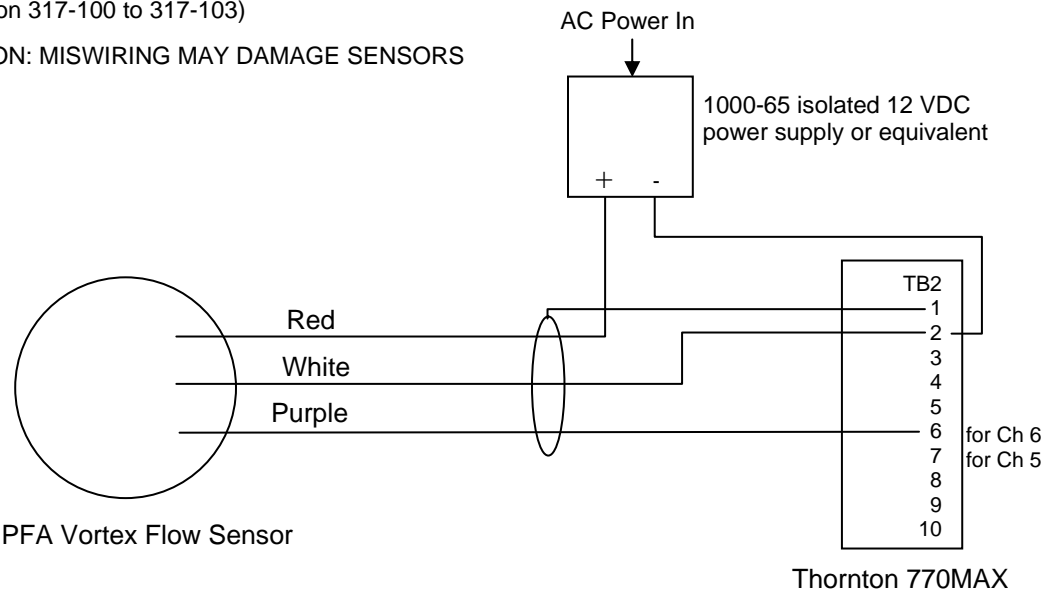 on 317-100 to 317-103)
ON: MISWIRING MAY DAMAGE SENSORS
AC Power In
1000-65 isolated 12 VDC
power supply or equivalent
+ -
TB2
1
2
3
4
5
6 for Ch 6
7 for Ch 5
8
9
10
Red
White
Purple
PFA Vortex Flow Sensor
Thornton 770MAX